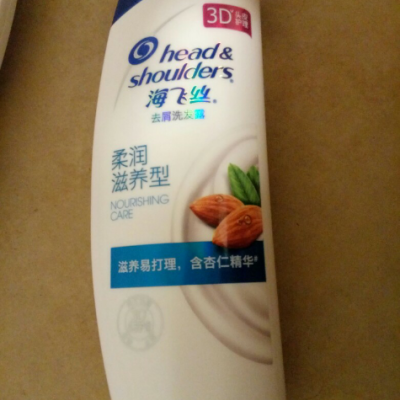 3D
head &
shoulders
海飞丝
去屑洗发露
柔润
滋养型
NOURISHING
CARE
滋养易打理，含杏仁精华